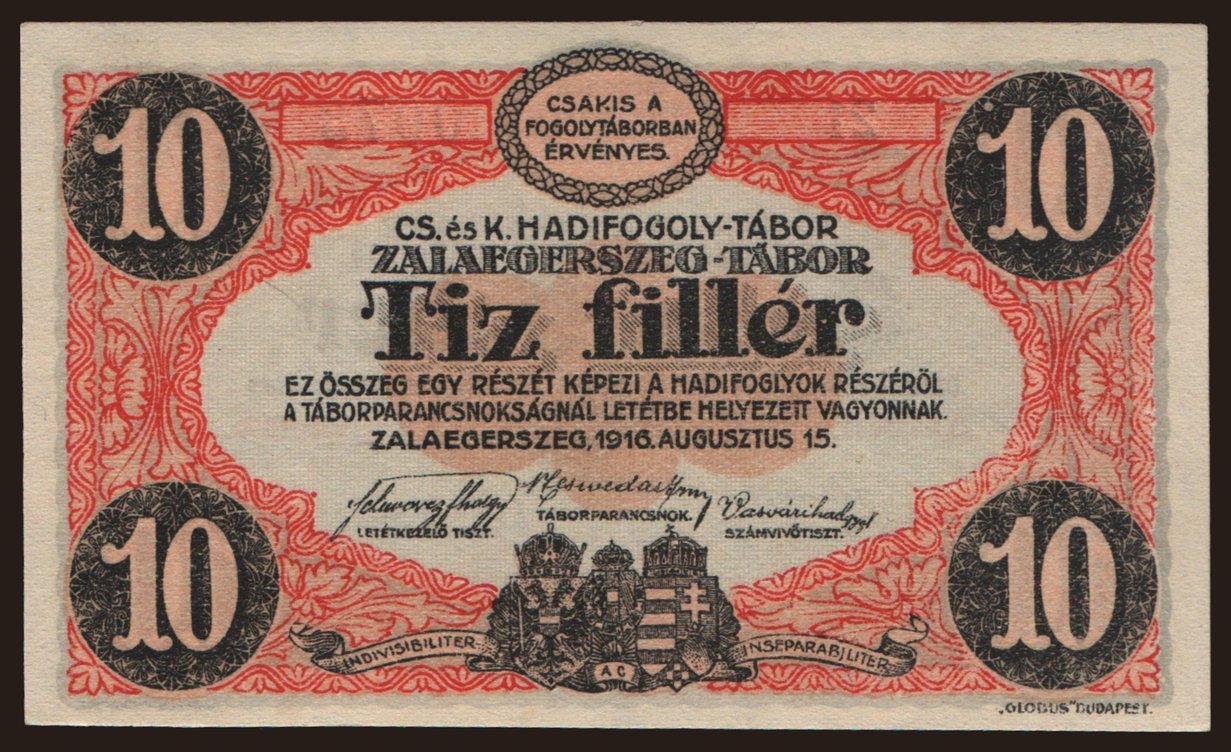 10
CSAKIS A
FOGOLYTÁBORBAN
ÉRVÉNYES.
10
CS. és K. HADIFOGOLY-TÁBOR
ZALAEGERSZEG-TÁBOR
Tiz fillér
EZ ÖSSZEG EGY RÉSZÉT KÉPEZI A HADIFOGLYOK RÉSZÉRÖL
A TÁBORPARANCSNOKSÁGNÁL LETÉTBE HELYEZETT VAGYONNAK.
ZALAEGERSZEG, 1916. AUGUSZTUS 15.
Vasvári hadnagy
LETÉTKEZELŐ TISZT.
TÁBORPARANCSNOK.
SZÁMVIVŐTISZT.
10
10
INDIVISIBILITER
AC
INSEPARABILITER
„GLOBUS" BUDAPEST.